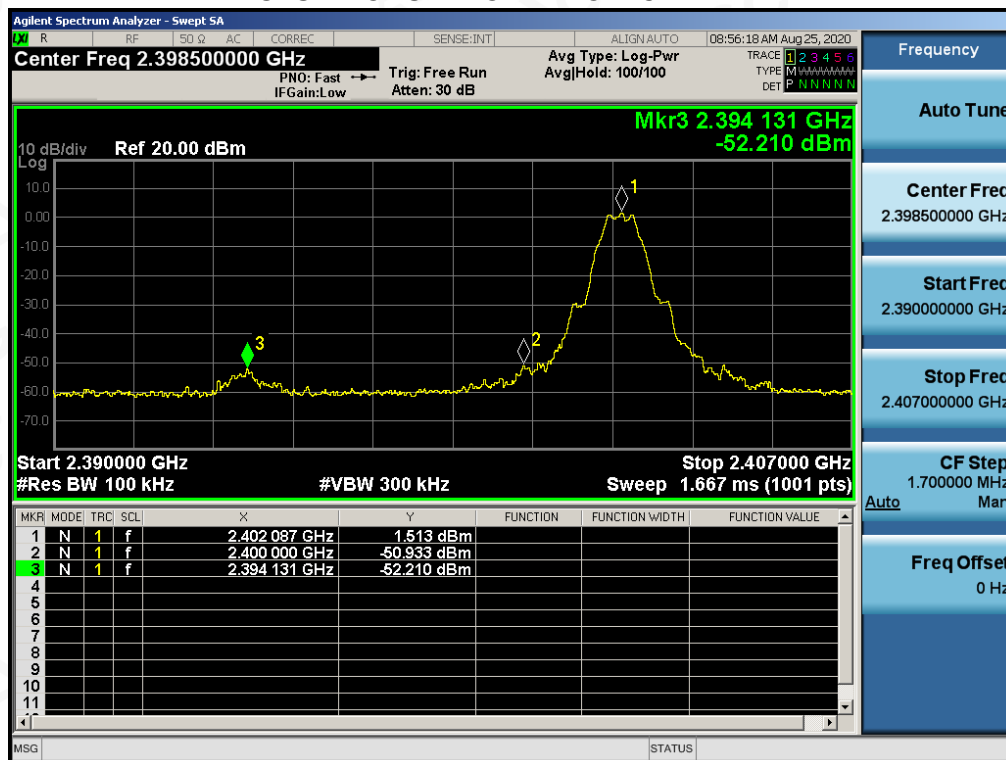 Agilent Spectrum Analyzer - Swept SA
LXI R RF 50 Ω AC CORREC SENSE:INT ALIGN AUTO 08:56:18 AM Aug 25, 2020
Center Freq 2.398500000 GHz
PNO: Fast
IFGain:Low
Trig: Free Run
Atten: 30 dB
Avg Type: Log-Pwr
Avg|Hold: 100/100
TRACE 1 2 3 4 5 6
TYPE M
DET P N N N N N
Mkr3 2.394 131 GHz
-52.210 dBm
10 dB/div
Log
Ref 20.00 dBm
10.0
0.00
-10.0
-20.0
-30.0
-40.0
-50.0
-60.0
-70.0
1
2
3
Start 2.390000 GHz Stop 2.407000 GHz
#Res BW 100 kHz #VBW 300 kHz Sweep 1.667 ms (1001 pts)
MKR MODE TRC SCL X Y FUNCTION FUNCTION WIDTH FUNCTION VALUE
1 N 1 f 2.402 087 GHz 1.513 dBm
2 N 1 f 2.400 000 GHz -50.933 dBm
3 N 1 f 2.394 131 GHz -52.210 dBm
4
5
6
7
8
9
10
11
MSG STATUS
Frequency
Auto Tune
Center Freq
2.398500000 GHz
Start Freq
2.390000000 GHz
Stop Freq
2.407000000 GHz
CF Step
1.700000 MHz
Auto Man
Freq Offset
0 Hz